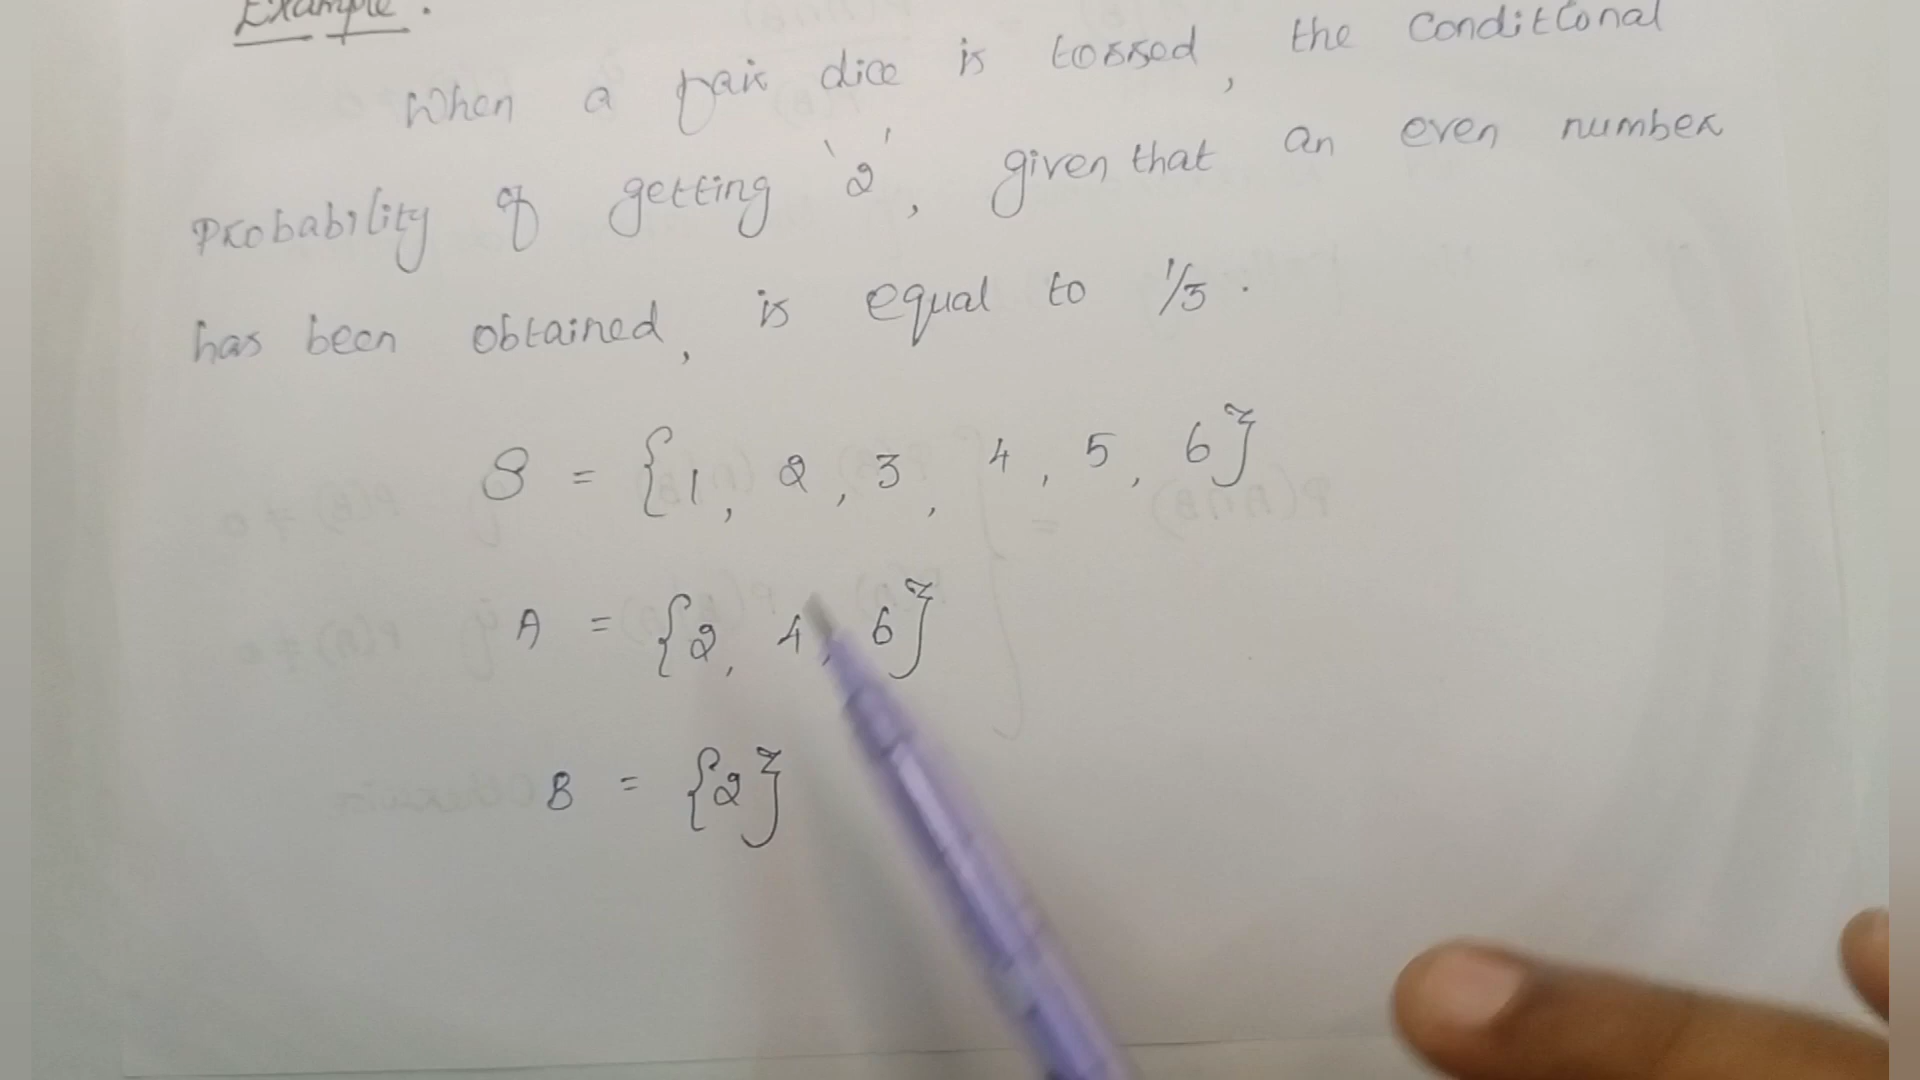 Example :
When a fair dice is tossed, the conditional
probability of getting '2', given that an even number
has been obtained, is equal to 1/3.
S = {1, 2, 3, 4, 5, 6}
A = {2, 4, 6}
B = {2}